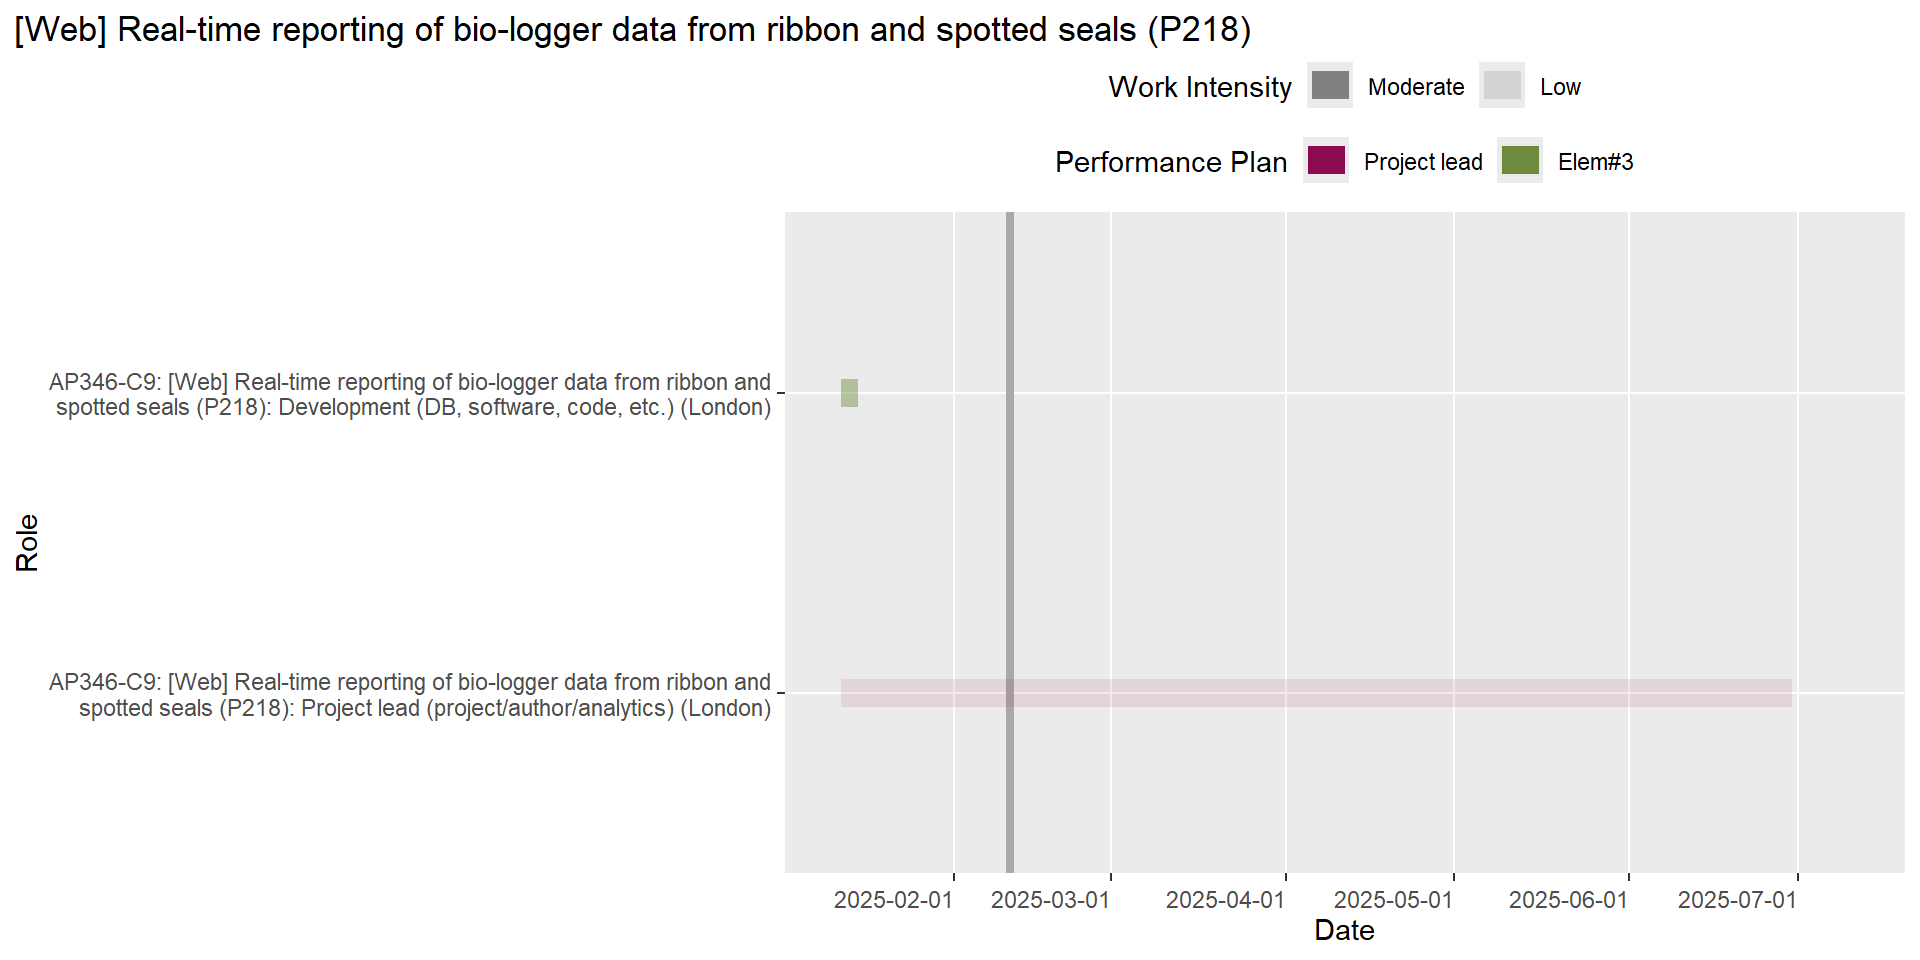 [Web] Real-time reporting of bio-logger data from ribbon and spotted seals (P218)
Work Intensity Moderate Low
Performance Plan Project lead Elem#3
AP346-C9: [Web] Real-time reporting of bio-logger data from ribbon and
spotted seals (P218): Development (DB, software, code, etc.) (London)
Role
AP346-C9: [Web] Real-time reporting of bio-logger data from ribbon and
spotted seals (P218): Project lead (project/author/analytics) (London)
2025-02-01 2025-03-01 2025-04-01 2025-05-01 2025-06-01 2025-07-01
Date